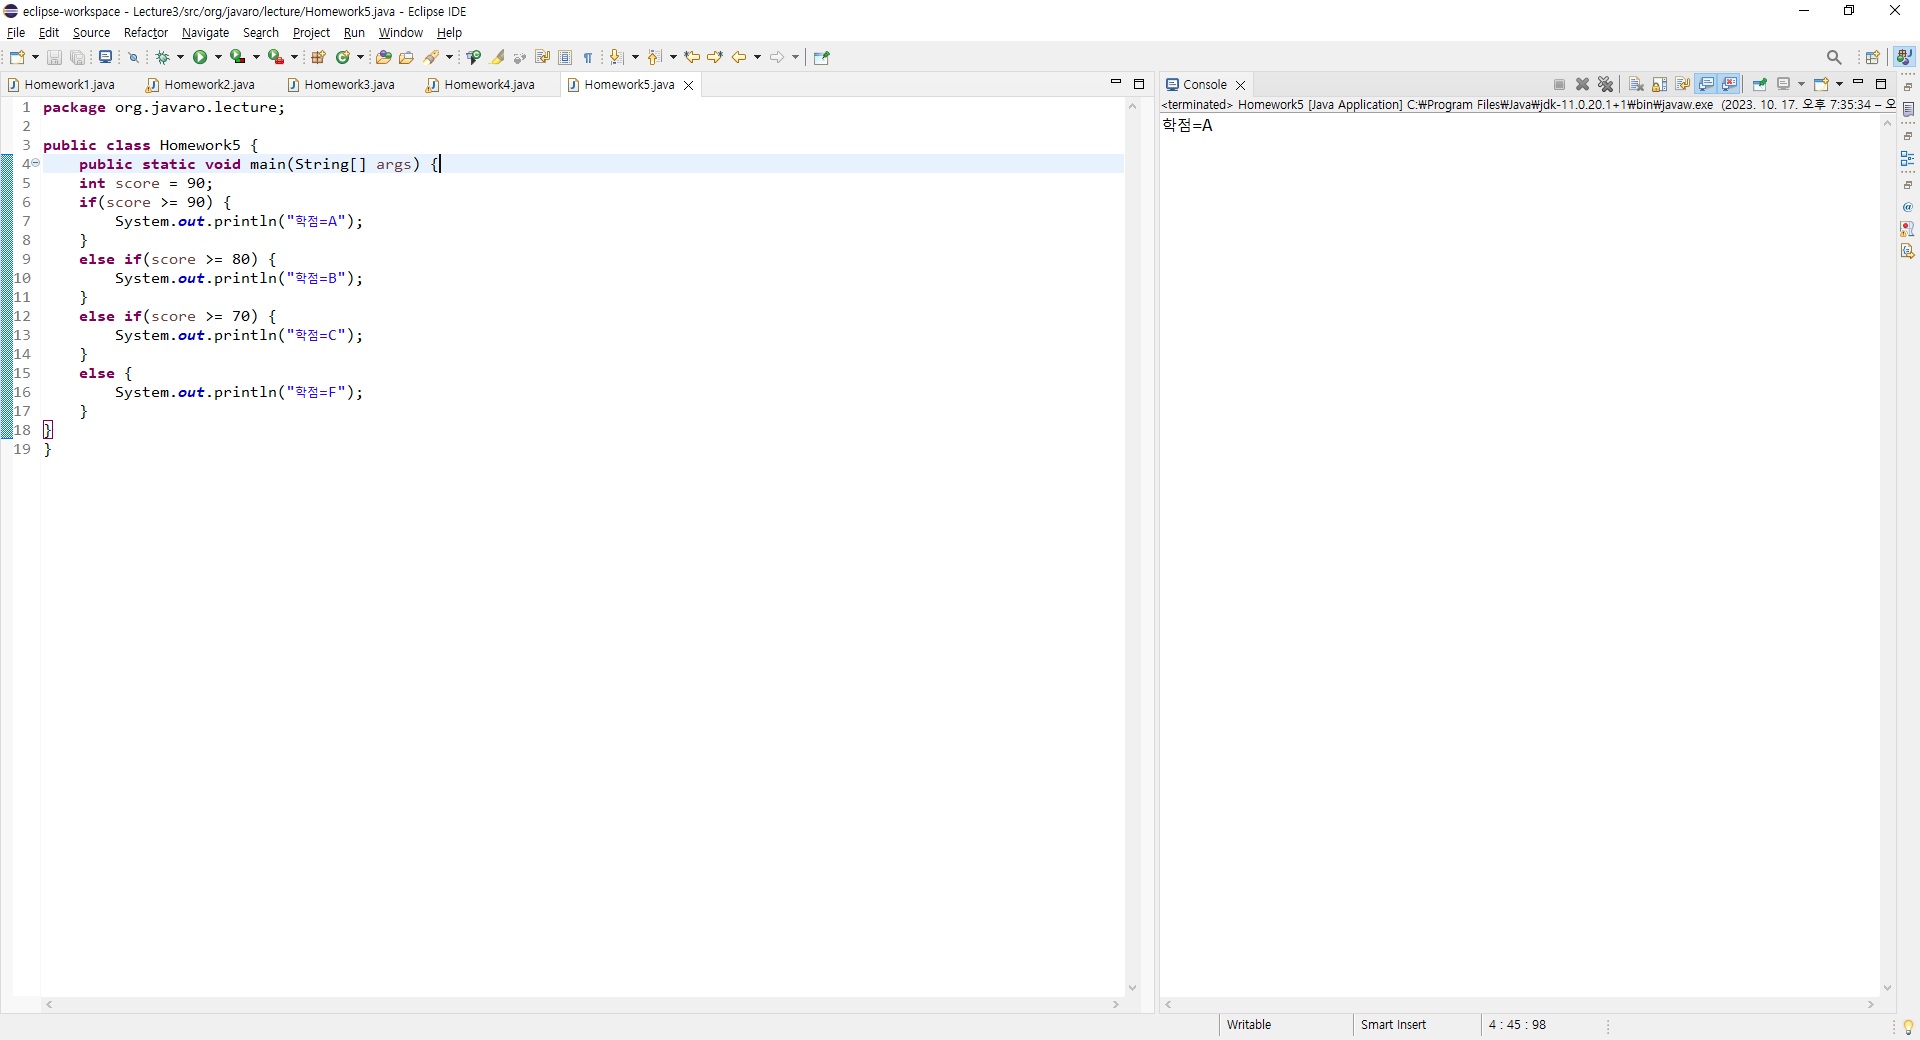 eclipse-workspace - Lecture3/src/org/javaro/lecture/Homework5.java - Eclipse IDE
File Edit Source Refactor Navigate Search Project Run Window Help
Homework1.java Homework2.java Homework3.java Homework4.java Homework5.java
1 package org.javaro.lecture;
2
3 public class Homework5 {
4 public static void main(String[] args) {
5 int score = 90;
6 if(score >= 90) {
7 System.out.println("학점=A");
8 }
9 else if(score >= 80) {
10 System.out.println("학점=B");
11 }
12 else if(score >= 70) {
13 System.out.println("학점=C");
14 }
15 else {
16 System.out.println("학점=F");
17 }
18 }
19 }
Console
<terminated> Homework5 [Java Application] C:₩Program Files₩Java₩jdk-11.0.20.1+1₩bin₩javaw.exe (2023. 10. 17. 오후 7:35:34 – 오
학점=A
Writable Smart Insert 4 : 45 : 98